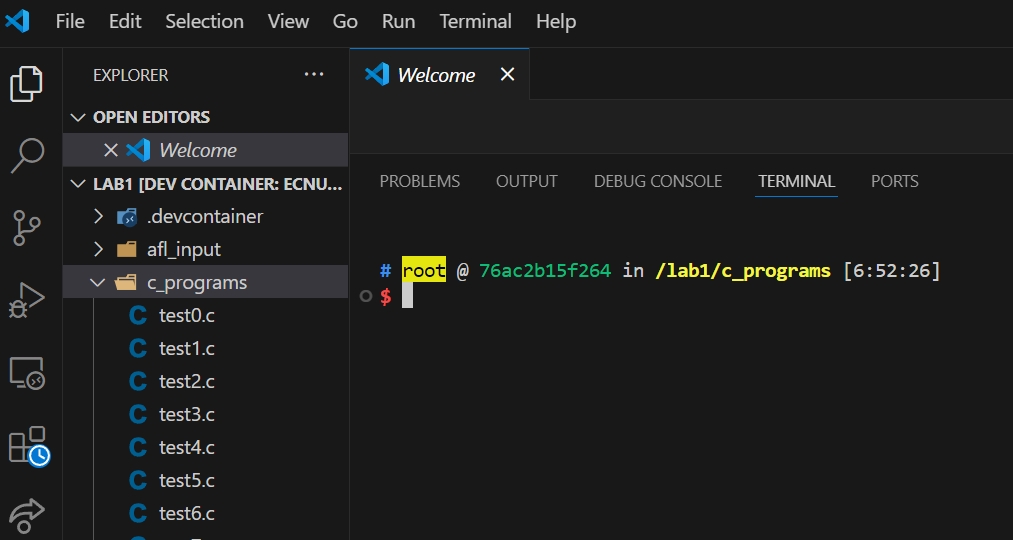 File Edit Selection View Go Run Terminal Help
EXPLORER ...
OPEN EDITORS
Welcome
LAB1 [DEV CONTAINER: ECNU...
.devcontainer
afl_input
c_programs
C test0.c
C test1.c
C test2.c
C test3.c
C test4.c
C test5.c
C test6.c
Welcome
PROBLEMS OUTPUT DEBUG CONSOLE TERMINAL PORTS
# root @ 76ac2b15f264 in /lab1/c_programs [6:52:26]
$